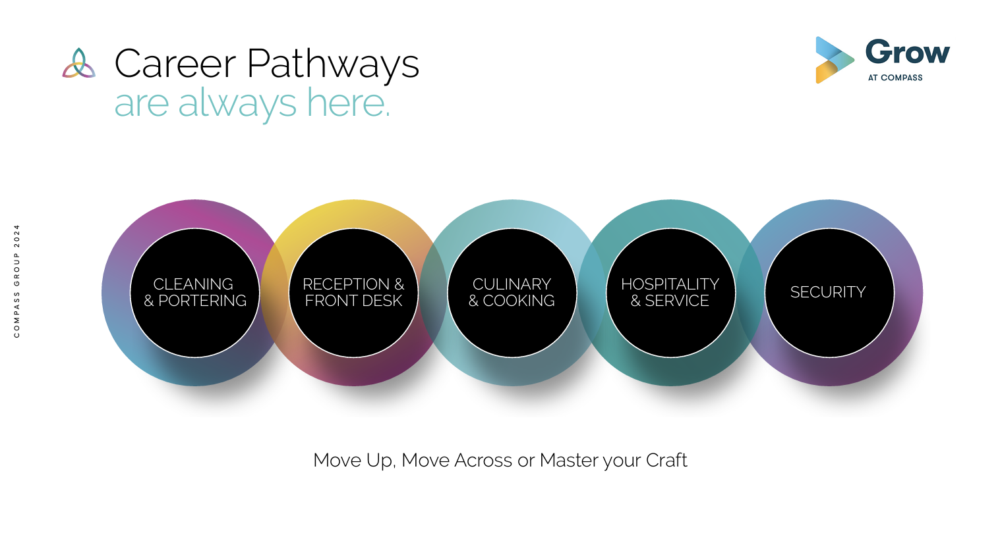 Career Pathways
are always here.
Grow
AT COMPASS
COMPASS GROUP 2024
CLEANING
& PORTERING
RECEPTION &
FRONT DESK
CULINARY
& COOKING
HOSPITALITY
& SERVICE
SECURITY
Move Up, Move Across or Master your Craft